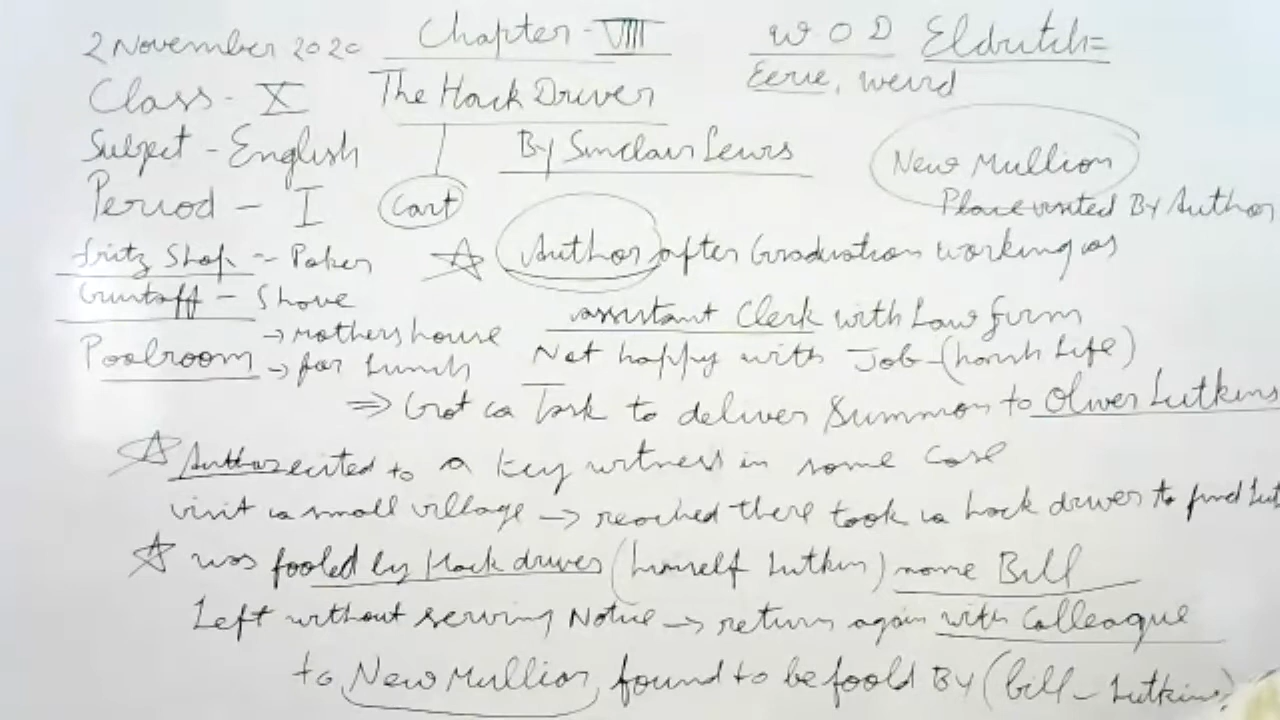 2 November 2020
Class - X
Subject - English
Period - I
Chapter - VIII
The Hack Driver
Cart
By Sinclair Lewis
WOD Eldritch=
Eerie, weird
New Mullion
Place visited By Author
Fritz Shop - Poker
Gustaff - Shave
Poolroom
→ mothers house
→ for Lunch
Author after Graduation working as
assistant Clerk with Law firm
Not happy with Job - (harsh Life)
⇒ Got a Task to deliver Summon to Oliver Lutkins
Author to a key witness in some case
visit a small village → reached there took a hack driver to find Lut
was fooled by Hack driver (himself Lutkin) name Bill
Left without serving Notice → return again with Colleague
to New Mullion, found to be foold By (bill - Lutkins)